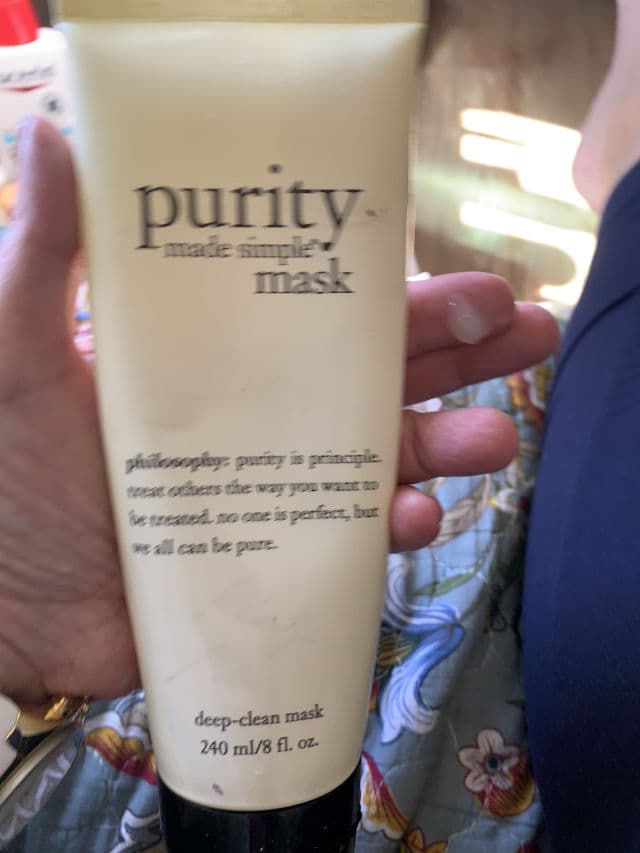 purity
made simple
mask
philosophy: purity is principle.
treat others the way you want to
be treated. no one is perfect, but
we all can be pure.
deep-clean mask
240 ml/8 fl. oz.